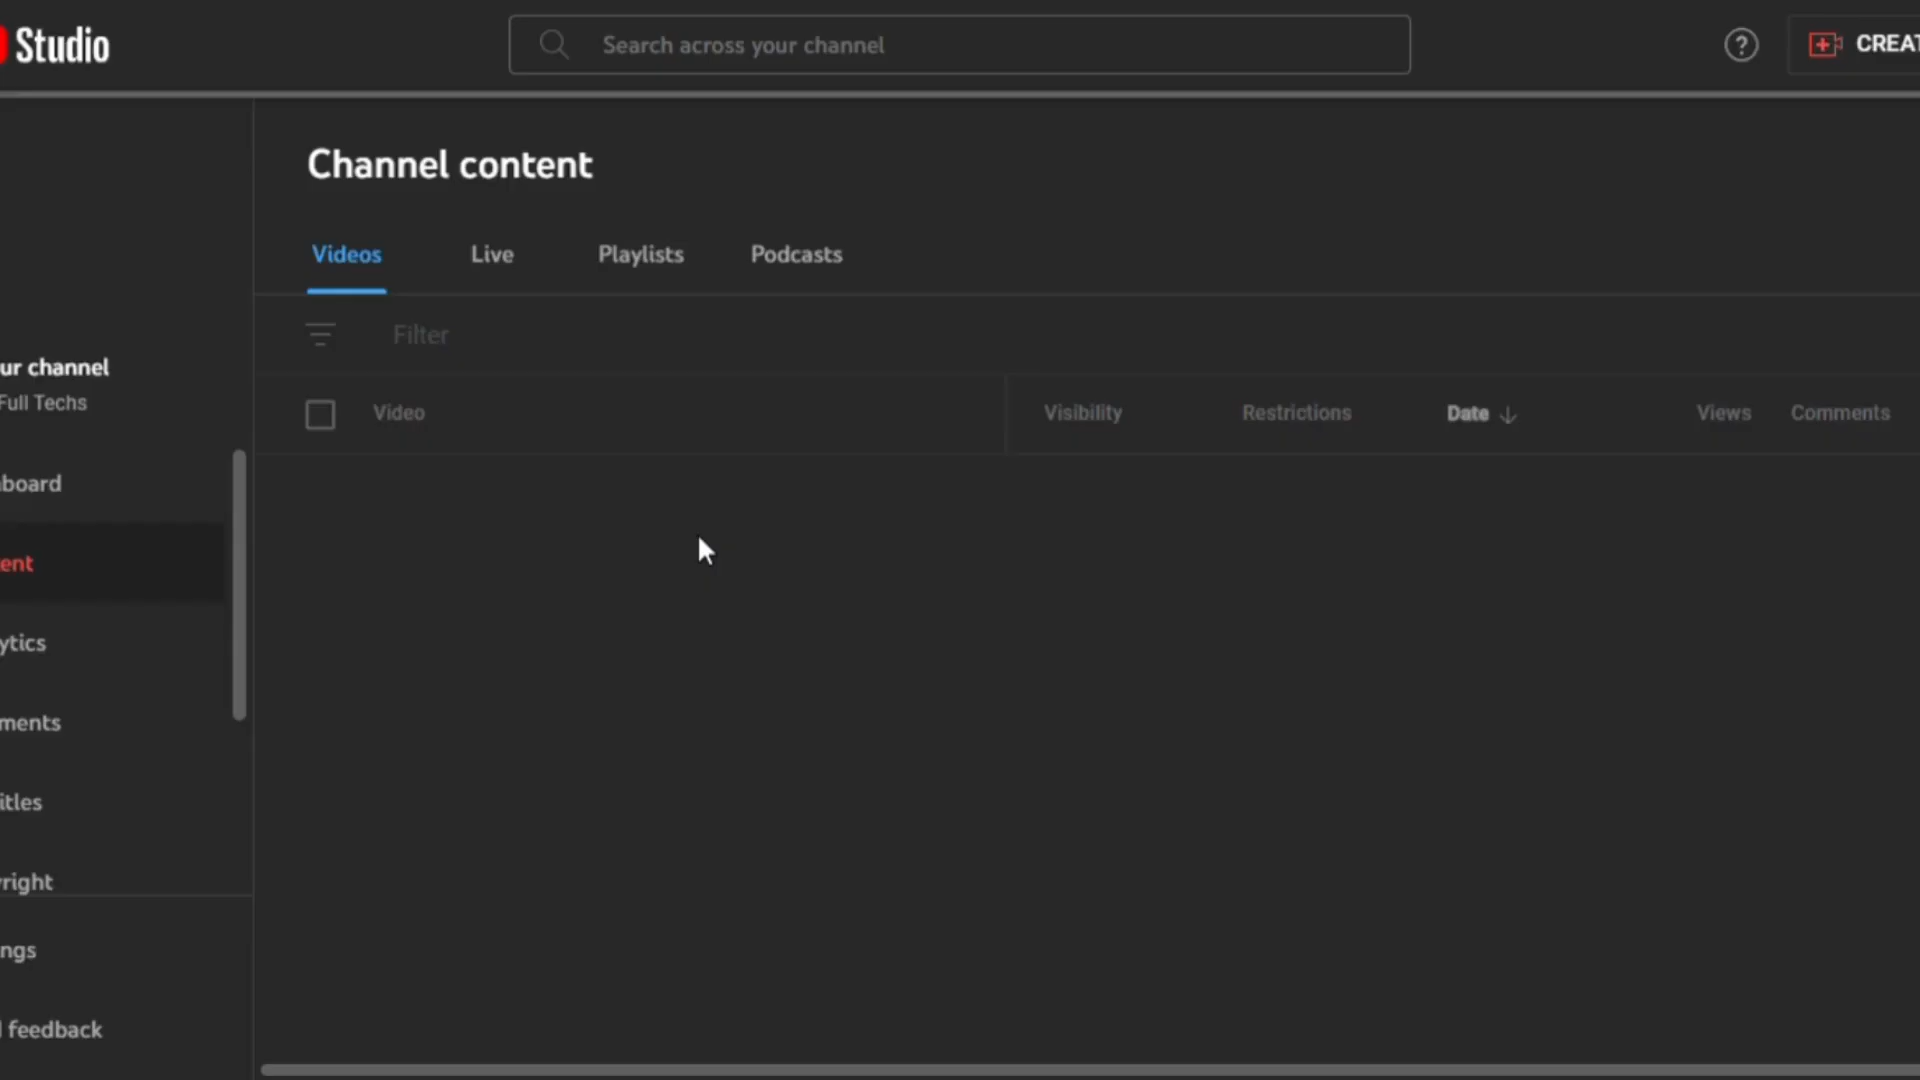 Studio
Search across your channel
?
CREAT
Channel content
Videos Live Playlists Podcasts
ur channel
Full Techs
Filter
Video Visibility Restrictions Date Views Comments
board
ent
ytics
ments
itles
right
ngs
feedback